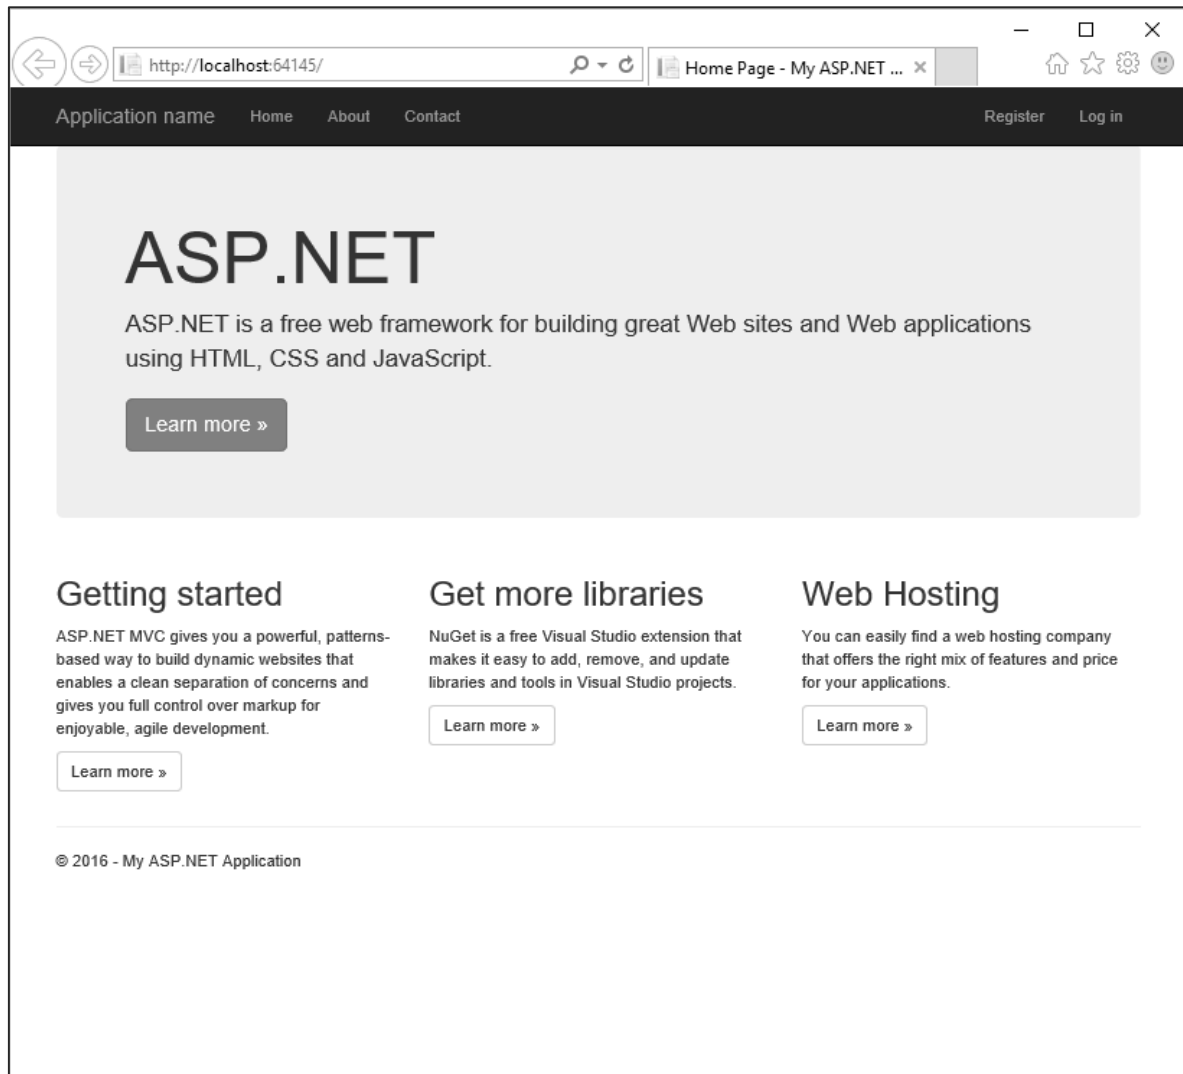 http://localhost:64145/
Home Page - My ASP.NET ...
Application name Home About Contact Register Log in
ASP.NET
ASP.NET is a free web framework for building great Web sites and Web applications
using HTML, CSS and JavaScript.
Learn more »
Getting started
ASP.NET MVC gives you a powerful, patterns-
based way to build dynamic websites that
enables a clean separation of concerns and
gives you full control over markup for
enjoyable, agile development.
Learn more »
Get more libraries
NuGet is a free Visual Studio extension that
makes it easy to add, remove, and update
libraries and tools in Visual Studio projects.
Learn more »
Web Hosting
You can easily find a web hosting company
that offers the right mix of features and price
for your applications.
Learn more »
© 2016 - My ASP.NET Application